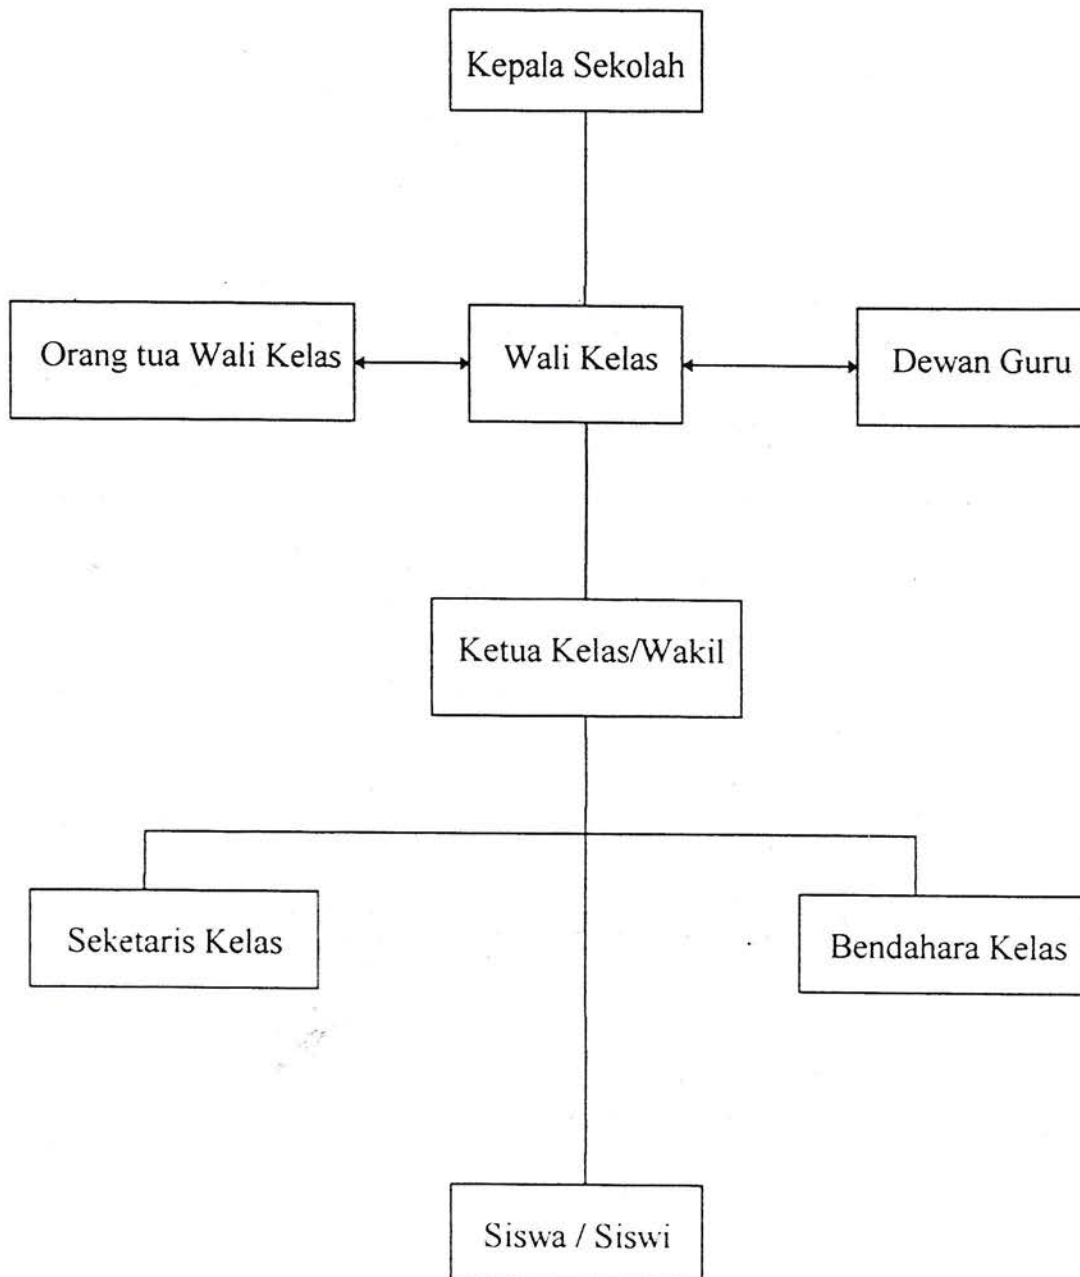 Kepala Sekolah
Orang tua Wali Kelas
Wali Kelas
Dewan Guru
Ketua Kelas/Wakil
Seketaris Kelas
Bendahara Kelas
Siswa / Siswi